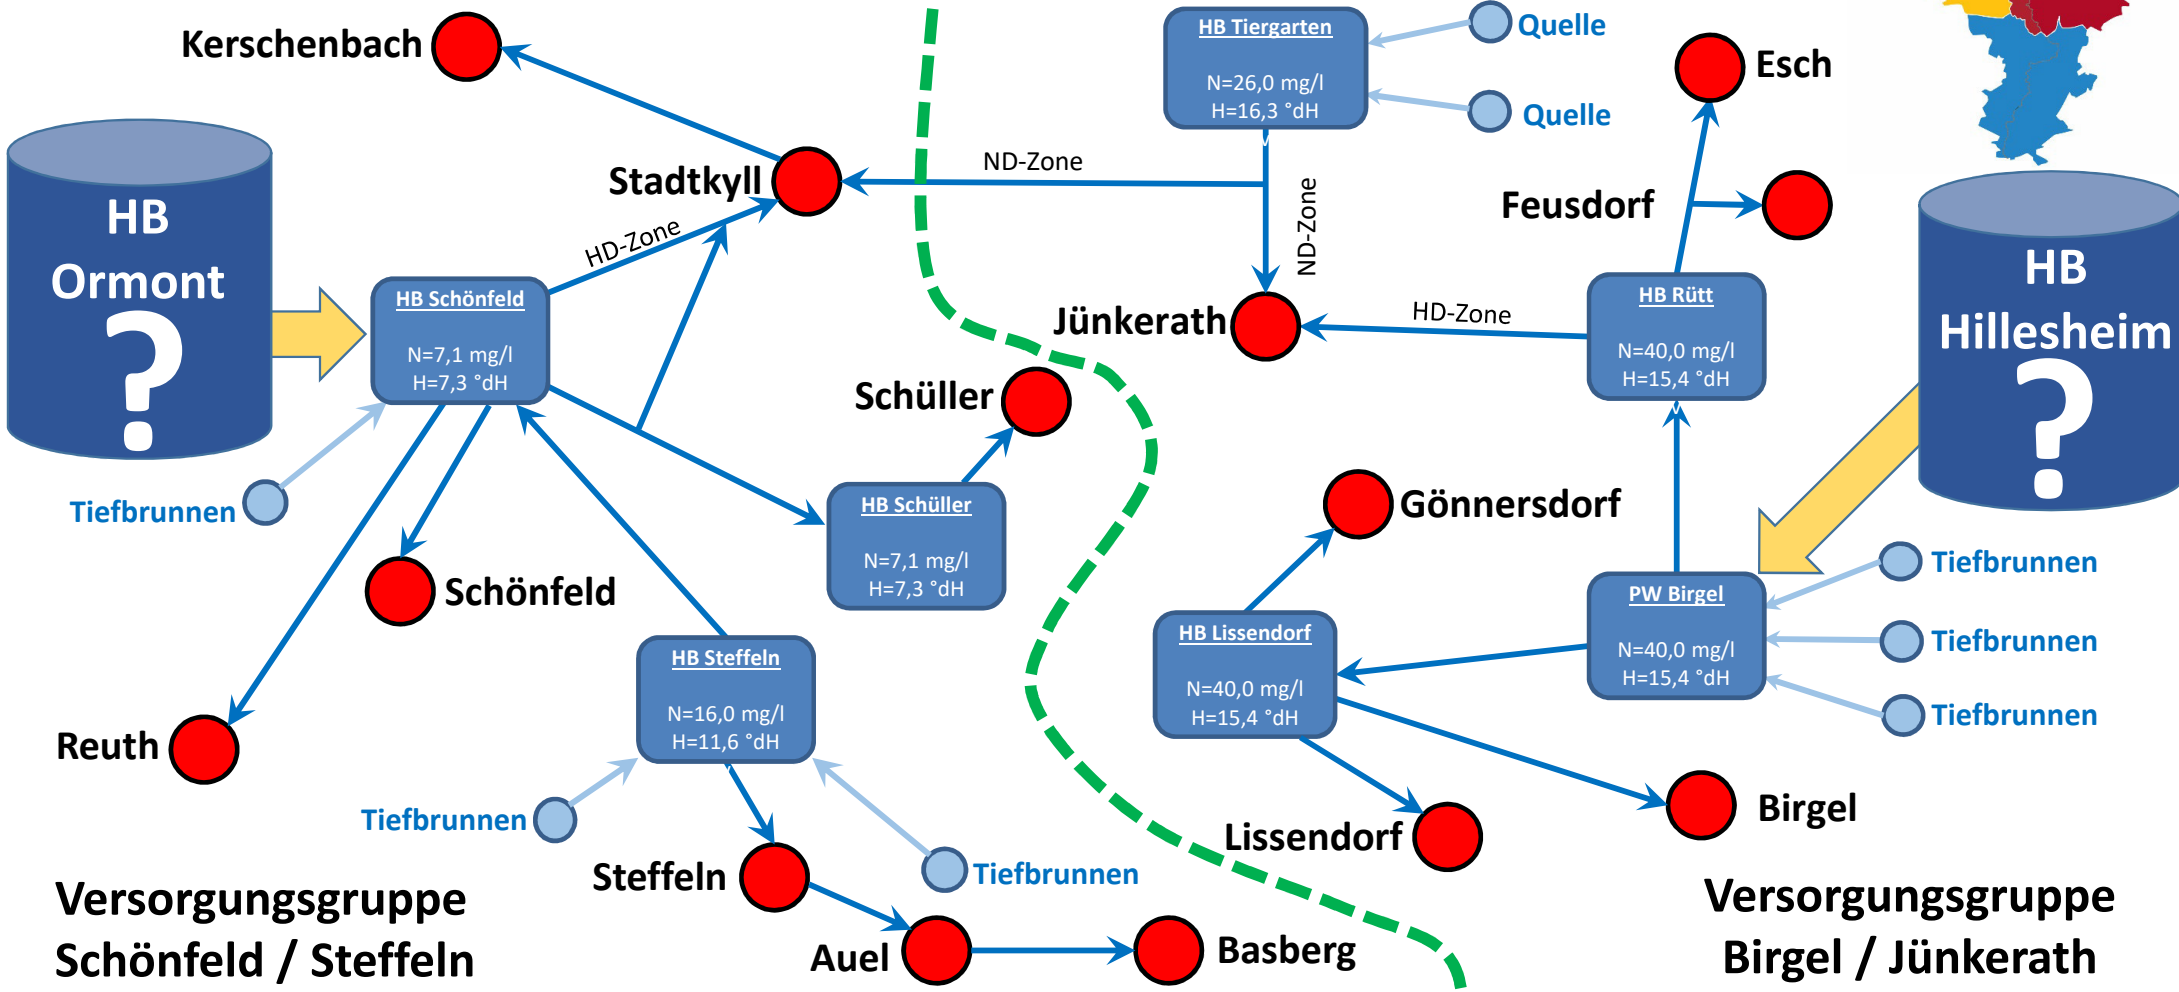 Kerschenbach
HB
Ormont
?
Stadtkyll
HD-Zone
ND-Zone
HB Tiergarten
N=26,0 mg/l
H=16,3 °dH
Quelle
Quelle
ND-Zone
Esch
Feusdorf
HB
Hillesheim
?
HB Schönfeld
N=7,1 mg/l
H=7,3 °dH
Tiefbrunnen
Jünkerath
HD-Zone
HB Rütt
N=40,0 mg/l
H=15,4 °dH
Schüller
HB Schüller
N=7,1 mg/l
H=7,3 °dH
Schönfeld
Gönnersdorf
HB Lissendorf
N=40,0 mg/l
H=15,4 °dH
PW Birgel
N=40,0 mg/l
H=15,4 °dH
Tiefbrunnen
Tiefbrunnen
Tiefbrunnen
Reuth
HB Steffeln
N=16,0 mg/l
H=11,6 °dH
Tiefbrunnen
Tiefbrunnen
Steffeln
Auel
Basberg
Lissendorf
Birgel
Versorgungsgruppe
Schönfeld / Steffeln
Versorgungsgruppe
Birgel / Jünkerath